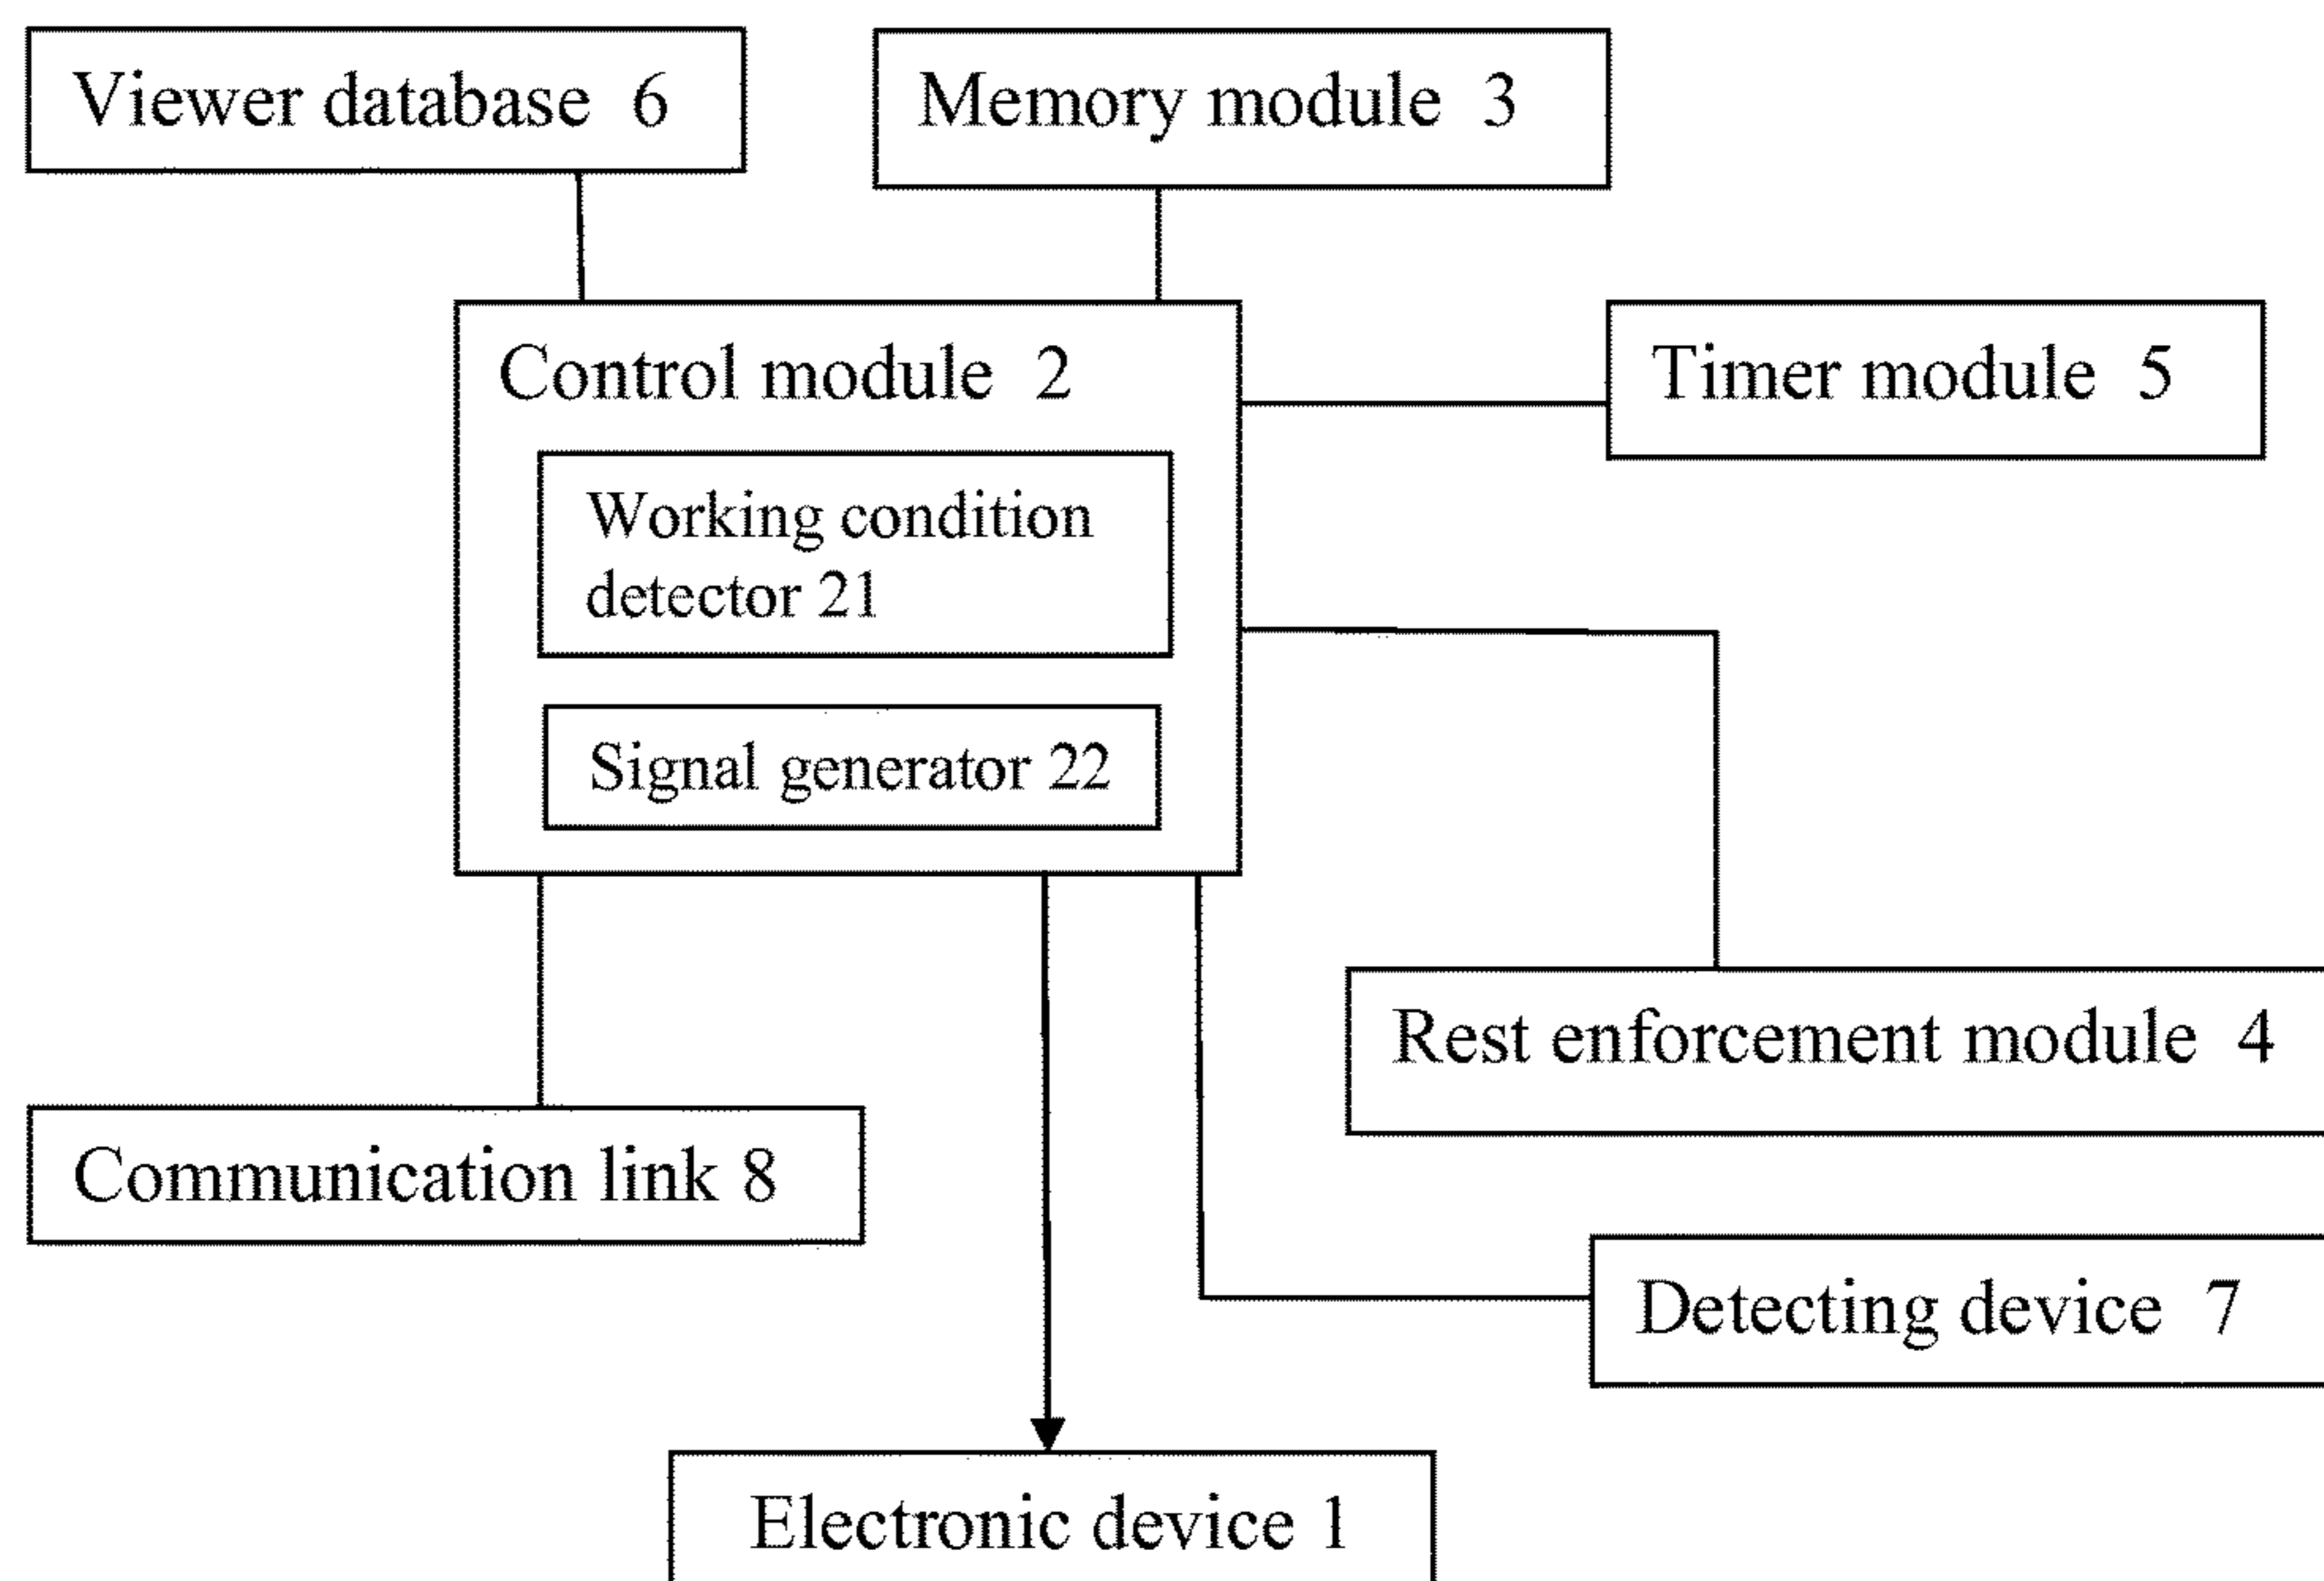 Viewer database 6
Memory module 3
Control module 2
Timer module 5
Working condition
detector 21
Signal generator 22
Rest enforcement module 4
Communication link 8
Detecting device 7
Electronic device 1